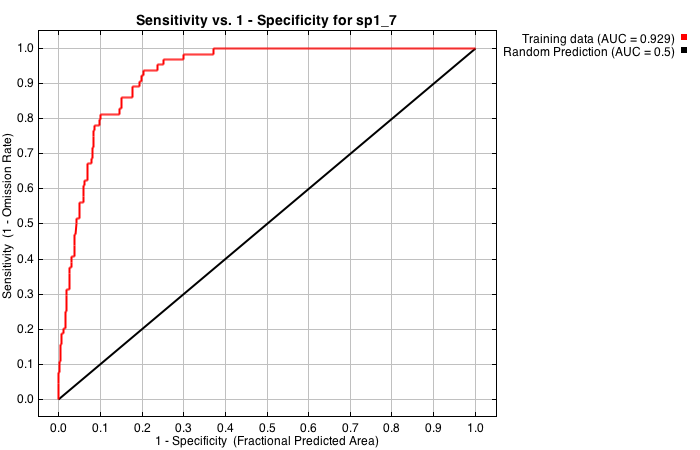 Sensitivity vs. 1 - Specificity for sp1_7
Training data (AUC = 0.929)
Random Prediction (AUC = 0.5)
Sensitivity (1 - Omission Rate)
1.0
0.9
0.8
0.7
0.6
0.5
0.4
0.3
0.2
0.1
0.0
0.0 0.1 0.2 0.3 0.4 0.5 0.6 0.7 0.8 0.9 1.0
1 - Specificity (Fractional Predicted Area)